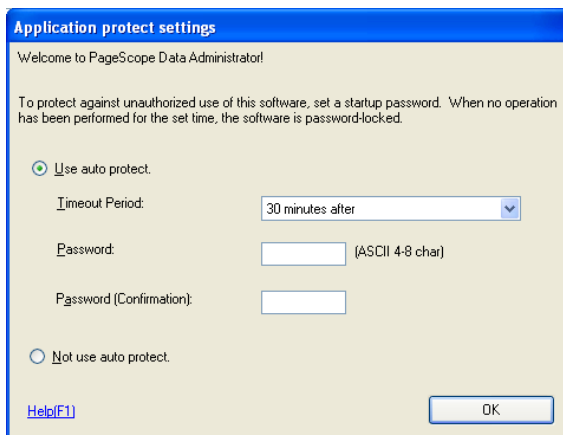 Application protect settings
Welcome to PageScope Data Administrator!
To protect against unauthorized use of this software, set a startup password. When no operation
has been performed for the set time, the software is password-locked.
Use auto protect.
Timeout Period:
30 minutes after
Password:
(ASCII 4-8 char)
Password (Confirmation):
Not use auto protect.
Help(F1)
OK